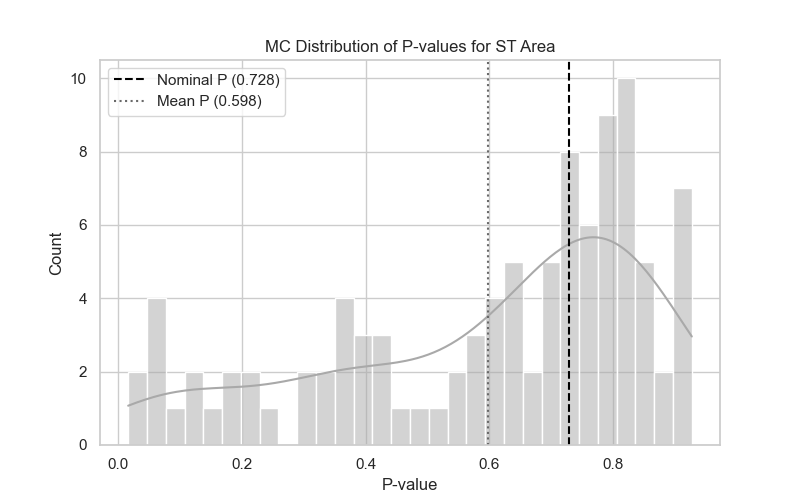 MC Distribution of P-values for ST Area
Nominal P (0.728)
Mean P (0.598)
10
8
6
4
2
0
Count
0.0 0.2 0.4 0.6 0.8
P-value